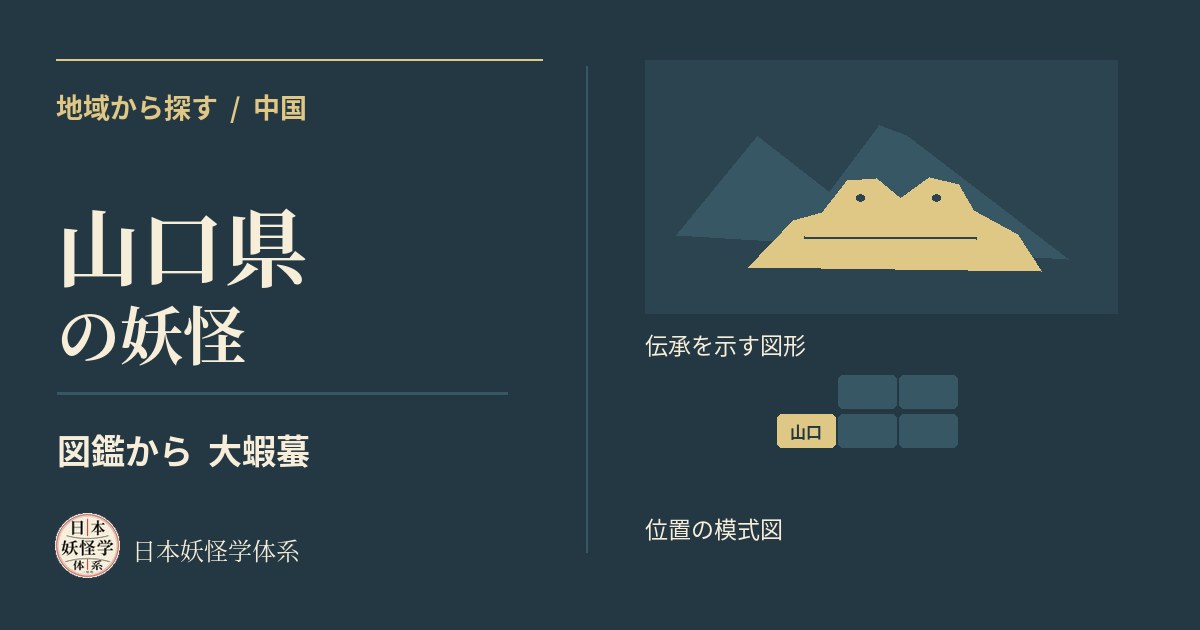 地域から探す / 中国
山口県
の妖怪
図鑑から 大蝦蟇
日本
妖怪学
体系
日本妖怪学体系
伝承を示す図形
山口
位置の模式図